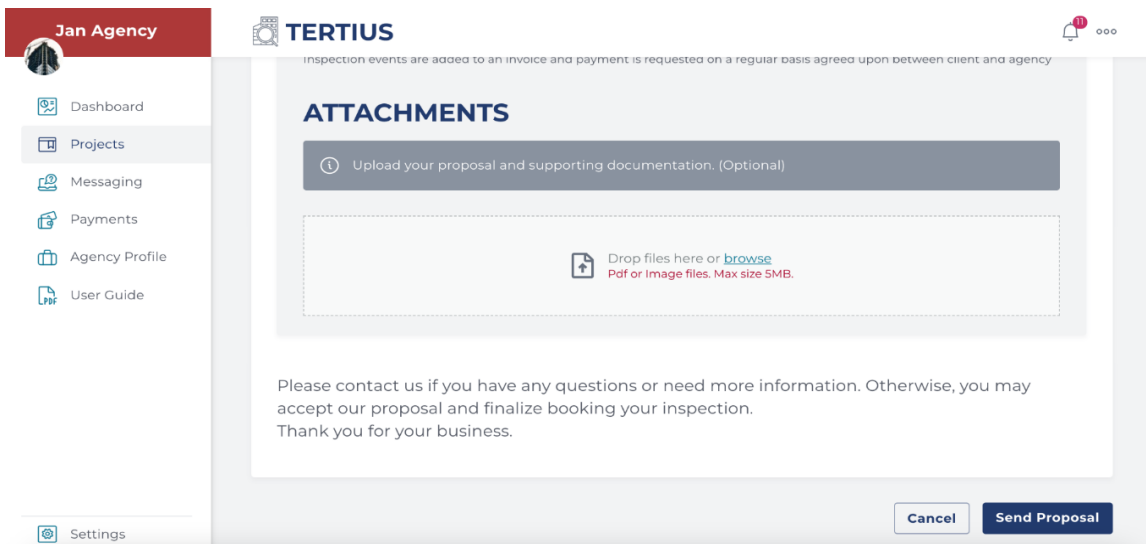 Jan Agency
TERTIUS
11
Dashboard
Projects
Messaging
Payments
Agency Profile
PDF
User Guide
Settings
Inspection events are added to an invoice and payment is requested on a regular basis agreed upon between client and agency
ATTACHMENTS
Upload your proposal and supporting documentation. (Optional)
Drop files here or browse
Pdf or Image files. Max size 5MB.
Please contact us if you have any questions or need more information. Otherwise, you may
accept our proposal and finalize booking your inspection.
Thank you for your business.
Cancel
Send Proposal